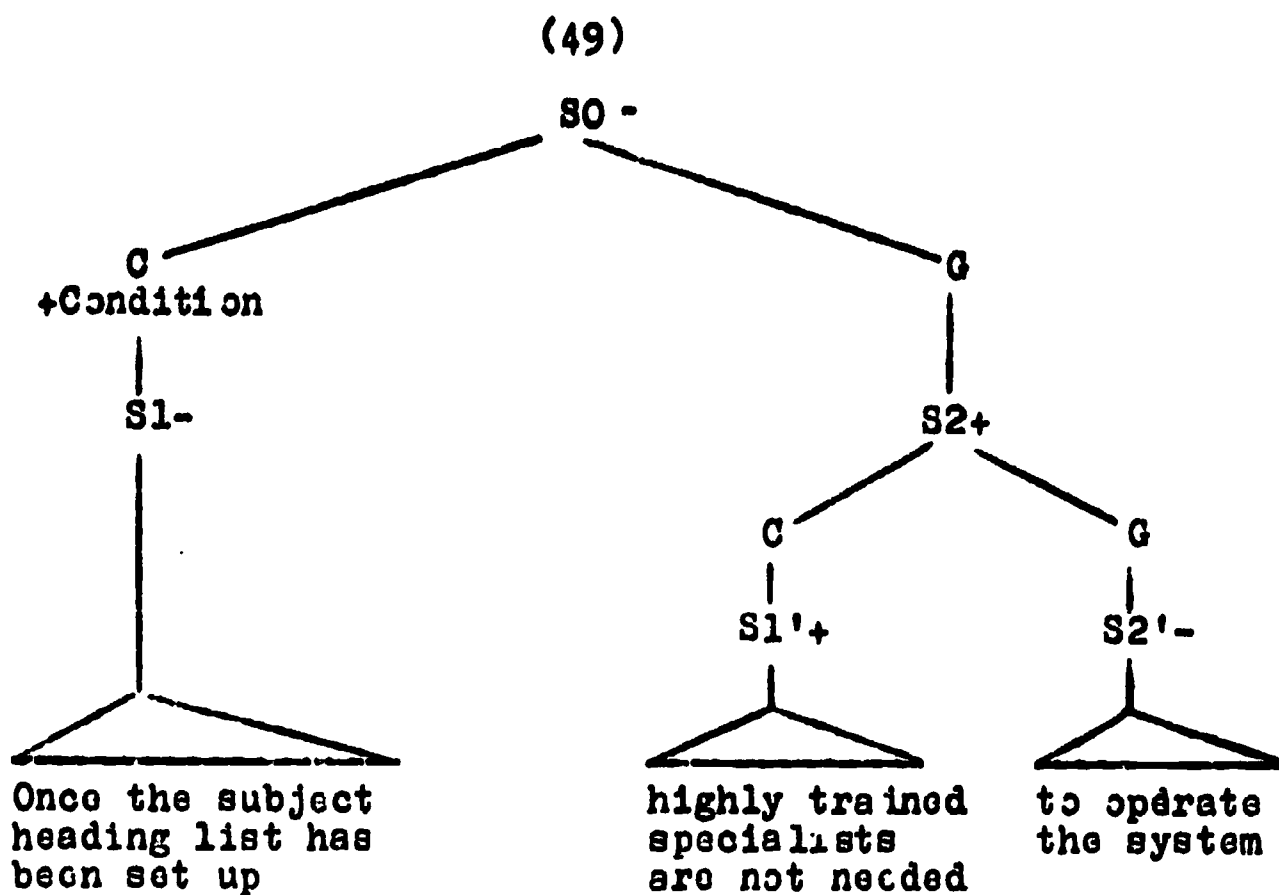 (49)
S0 -
C G
+Condition
S1- S2+
C G
S1'+ S2'-
Once the subject highly trained to operate
heading list has specialists the system
been set up are not needed